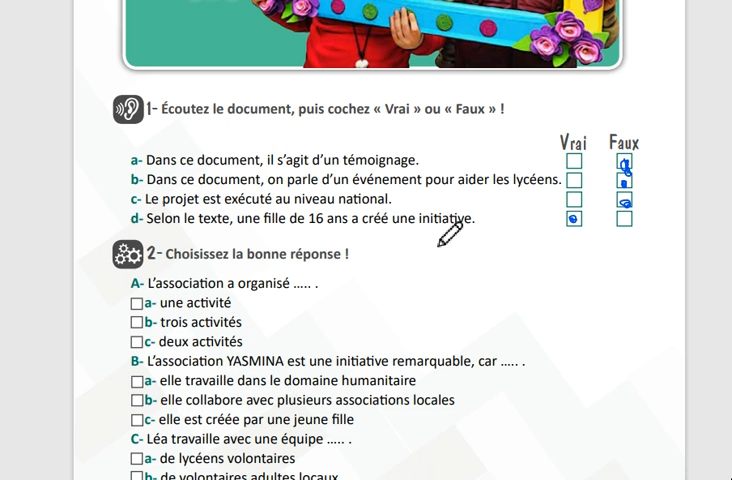 1- Écoutez le document, puis cochez « Vrai » ou « Faux » !
Vrai Faux
a- Dans ce document, il s'agit d'un témoignage.
b- Dans ce document, on parle d'un événement pour aider les lycéens.
c- Le projet est exécuté au niveau national.
d- Selon le texte, une fille de 16 ans a créé une initiative.
2- Choisissez la bonne réponse !
A- L'association a organisé ..... .
a- une activité
b- trois activités
c- deux activités
B- L'association YASMINA est une initiative remarquable, car ..... .
a- elle travaille dans le domaine humanitaire
b- elle collabore avec plusieurs associations locales
c- elle est créée par une jeune fille
C- Léa travaille avec une équipe ..... .
a- de lycéens volontaires
b- de volontaires adultes locaux